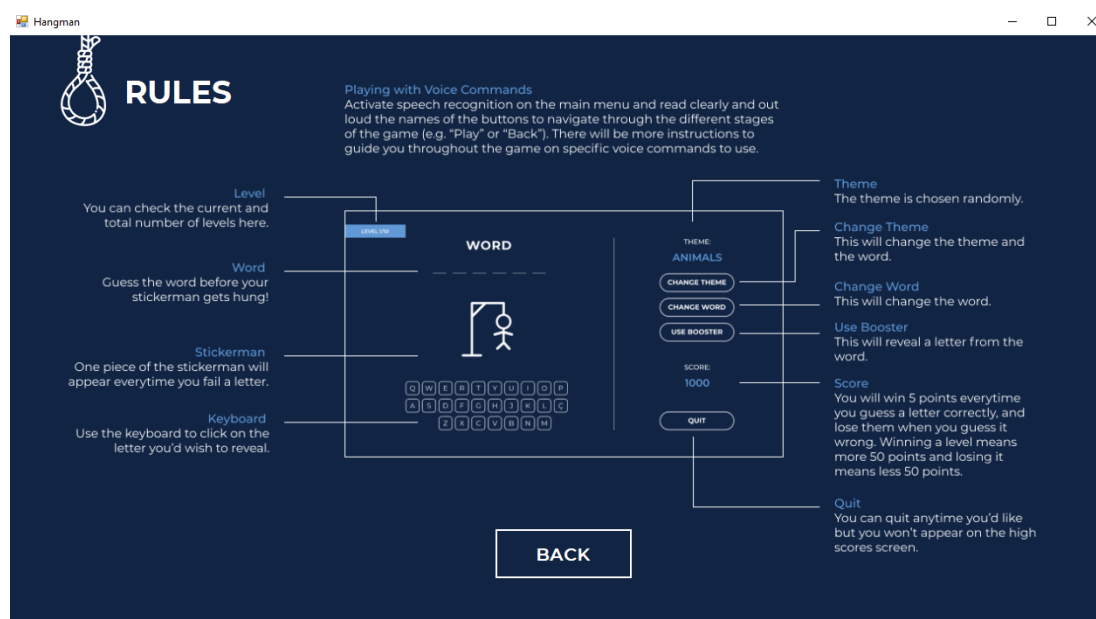 Hangman
RULES
Playing with Voice Commands
Activate speech recognition on the main menu and read clearly and out
loud the names of the buttons to navigate through the different stages
of the game (e.g. “Play” or “Back”). There will be more instructions to
guide you throughout the game on specific voice commands to use.
Level
You can check the current and
total number of levels here.
Word
Guess the word before your
stickerman gets hung!
Stickerman
One piece of the stickerman will
appear everytime you fail a letter.
Keyboard
Use the keyboard to click on the
letter you’d wish to reveal.
LEVEL 1/10
WORD
Q W E R T Y U I O P
A S D F G H J K L Ç
Z X C V B N M
THEME:
ANIMALS
CHANGE THEME
CHANGE WORD
USE BOOSTER
SCORE:
1000
QUIT
Theme
The theme is chosen randomly.
Change Theme
This will change the theme and
the word.
Change Word
This will change the word.
Use Booster
This will reveal a letter from the
word.
Score
You will win 5 points everytime
you guess a letter correctly, and
lose them when you guess it
wrong. Winning a level means
more 50 points and losing it
means less 50 points.
Quit
You can quit anytime you’d like
but you won’t appear on the high
scores screen.
BACK